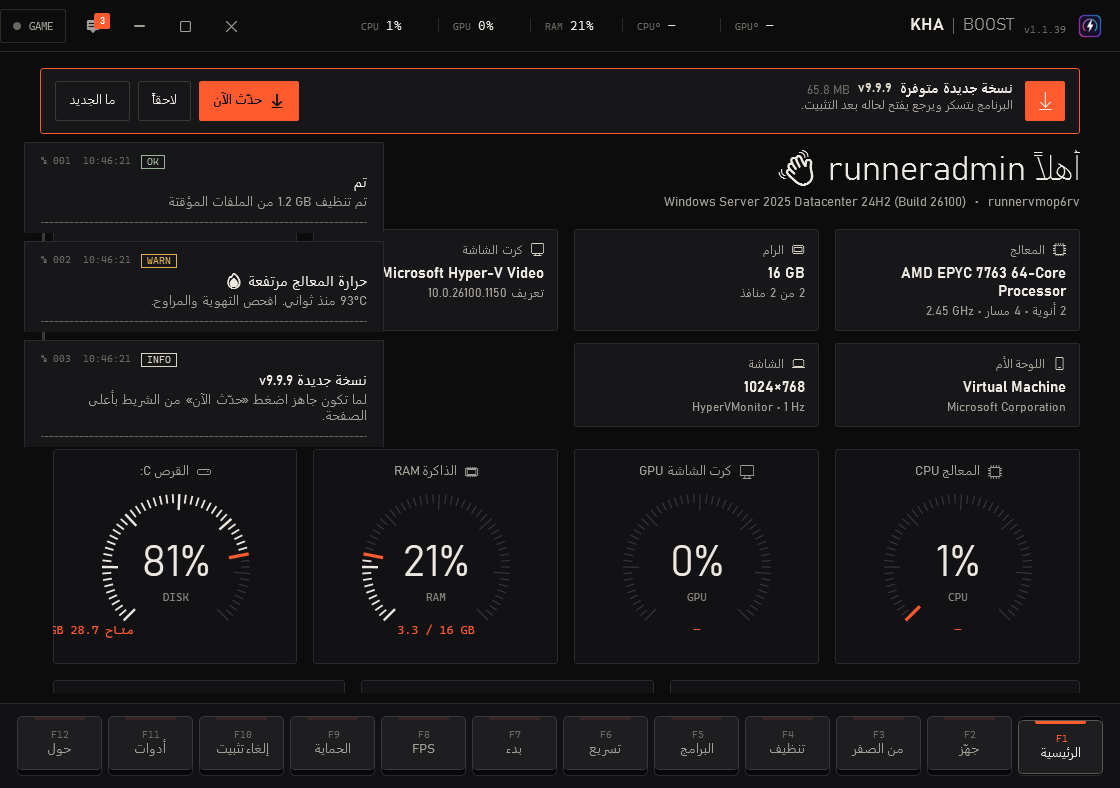 GAME
3
CPU 1%
GPU 0%
RAM 21%
CPU° —
GPU° —
KHA | BOOST v1.1.39
نسخة جديدة متوفرة v9.9.9 65.8 MB
البرنامج يتسكر ويرجع يفتح لحاله بعد التثبيت.
حدّث الآن
لاحقاً
ما الجديد
أهلاً runneradmin
Windows Server 2025 Datacenter 24H2 (Build 26100) • runnervmop6rv
№ 001 10:46:21 OK
تم
تم تنظيف 1.2 GB من الملفات المؤقتة
№ 002 10:46:21 WARN
حرارة المعالج مرتفعة
93°C منذ ثواني. افحص التهوية والمراوح.
№ 003 10:46:21 INFO
نسخة جديدة v9.9.9
لما تكون جاهز اضغط «حدّث الآن» من الشريط بأعلى
الصفحة.
المعالج
AMD EPYC 7763 64-Core
Processor
2 أنوية • 4 مسار • 2.45 GHz
الرام
16 GB
2 من 2 منافذ
كرت الشاشة
Microsoft Hyper-V Video
تعريف 10.0.26100.1150
اللوحة الأم
Virtual Machine
Microsoft Corporation
الشاشة
1024×768
HyperVMonitor • 1 Hz
المعالج CPU
1%
CPU
—
كرت الشاشة GPU
0%
GPU
—
الذاكرة RAM
21%
RAM
3.3 / 16 GB
القرص C:
81%
DISK
متاح 28.7 GB
F1
الرئيسية
F2
جهّز
F3
من الصفر
F4
تنظيف
F5
البرامج
F6
تسريع
F7
بدء
F8
FPS
F9
الحماية
F10
إلغاء تثبيت
F11
أدوات
F12
حول